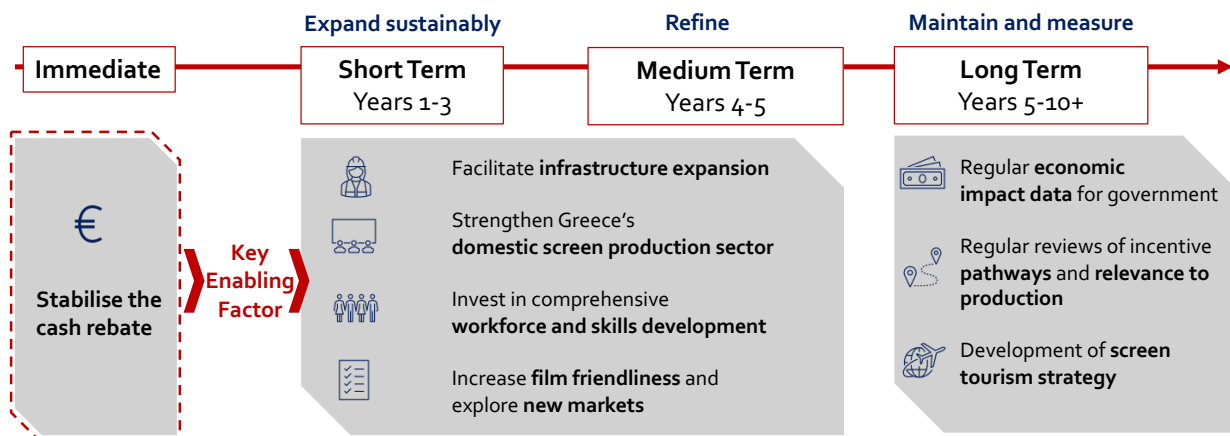 Expand sustainably
Refine
Maintain and measure
Immediate
Short Term
Years 1-3
Medium Term
Years 4-5
Long Term
Years 5-10+
€
Stabilise the
cash rebate
Key
Enabling
Factor
Facilitate infrastructure expansion
Strengthen Greece’s
domestic screen production sector
Invest in comprehensive
workforce and skills development
Increase film friendliness and
explore new markets
Regular economic
impact data for government
Regular reviews of incentive
pathways and relevance to
production
Development of screen
tourism strategy